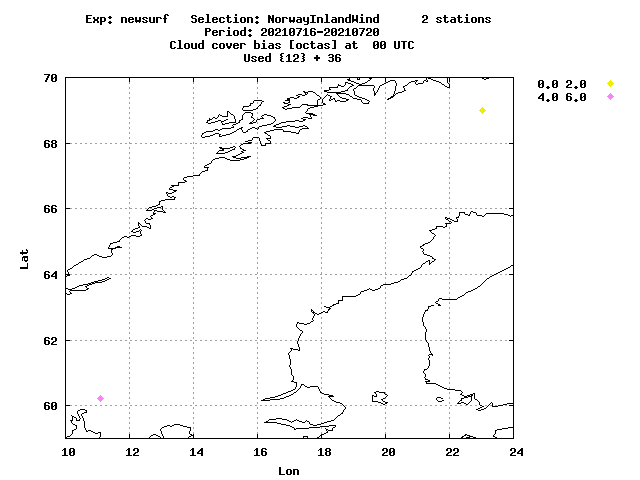 Exp: newsurf   Selection: NorwayInlandWind      2 stations
Period: 20210716-20210720
Cloud cover bias [octas] at  00 UTC
Used {12} + 36
0.0 2.0
4.0 6.0
70
68
66
64
62
60
Lat
10 12 14 16 18 20 22 24
Lon